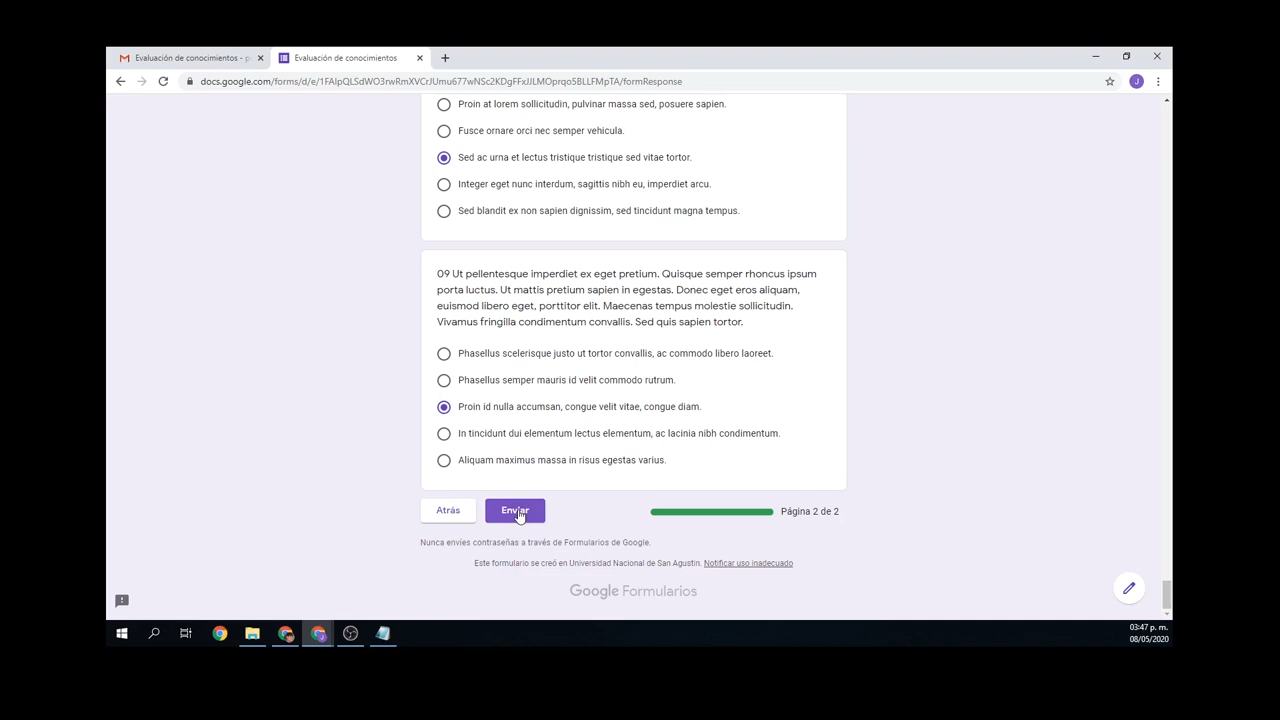 Evaluación de conocimientos - p
Evaluación de conocimientos
docs.google.com/forms/d/e/1FAIpQLSdWO3rwRmXVCrJUmu677wNSc2KDgFFxJJLMOprqo5BLLFMpTA/formResponse
J
Proin at lorem sollicitudin, pulvinar massa sed, posuere sapien.
Fusce ornare orci nec semper vehicula.
Sed ac urna et lectus tristique tristique sed vitae tortor.
Integer eget nunc interdum, sagittis nibh eu, imperdiet arcu.
Sed blandit ex non sapien dignissim, sed tincidunt magna tempus.
09 Ut pellentesque imperdiet ex eget pretium. Quisque semper rhoncus ipsum
porta luctus. Ut mattis pretium sapien in egestas. Donec eget eros aliquam,
euismod libero eget, porttitor elit. Maecenas tempus molestie sollicitudin.
Vivamus fringilla condimentum convallis. Sed quis sapien tortor.
Phasellus scelerisque justo ut tortor convallis, ac commodo libero laoreet.
Phasellus semper mauris id velit commodo rutrum.
Proin id nulla accumsan, congue velit vitae, congue diam.
In tincidunt dui elementum lectus elementum, ac lacinia nibh condimentum.
Aliquam maximus massa in risus egestas varius.
Atrás
Enviar
Página 2 de 2
Nunca envíes contraseñas a través de Formularios de Google.
Este formulario se creó en Universidad Nacional de San Agustin. Notificar uso inadecuado
Google Formularios
03:47 p. m.
08/05/2020